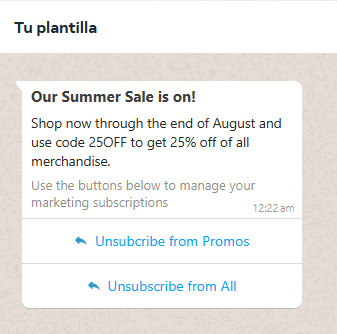 Tu plantilla
Our Summer Sale is on!
Shop now through the end of August and
use code 25OFF to get 25% off of all
merchandise.
Use the buttons below to manage your
marketing subscriptions
12:22 am
Unsubcribe from Promos
Unsubscribe from All